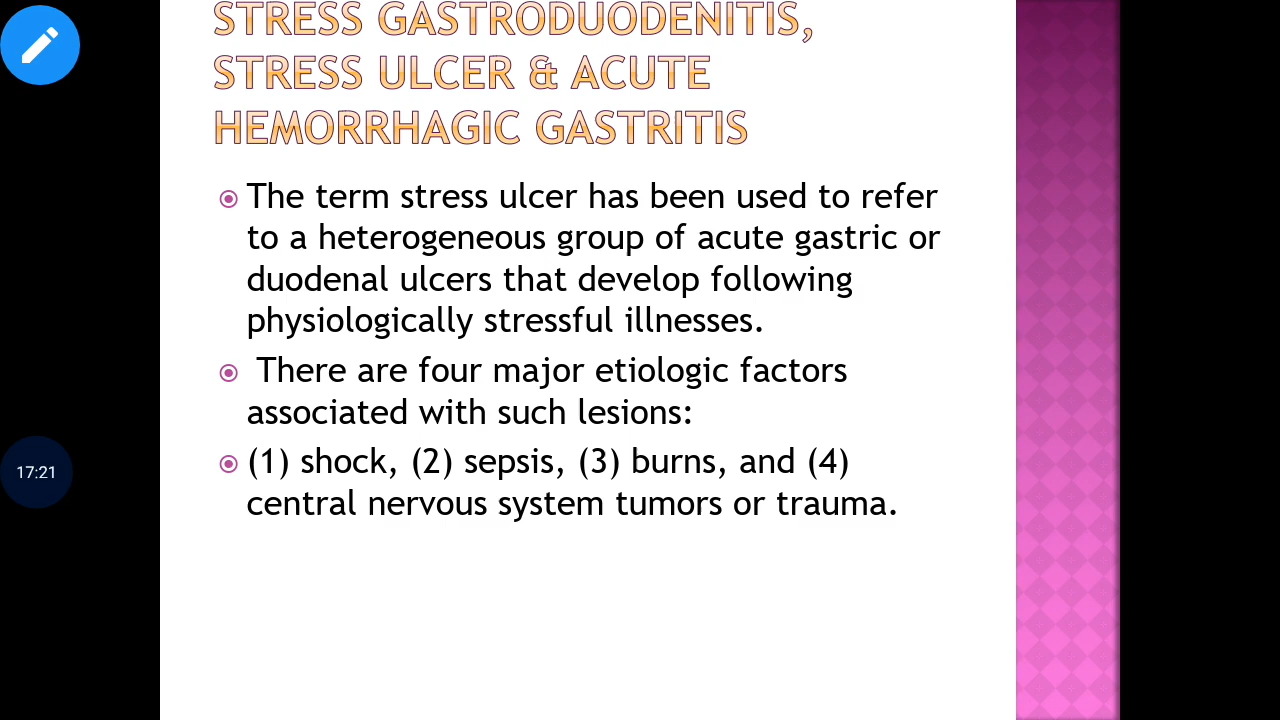 STRESS GASTRODUODENITIS,
STRESS ULCER & ACUTE
HEMORRHAGIC GASTRITIS
The term stress ulcer has been used to refer
to a heterogeneous group of acute gastric or
duodenal ulcers that develop following
physiologically stressful illnesses.
There are four major etiologic factors
associated with such lesions:
(1) shock, (2) sepsis, (3) burns, and (4)
central nervous system tumors or trauma.
17:21